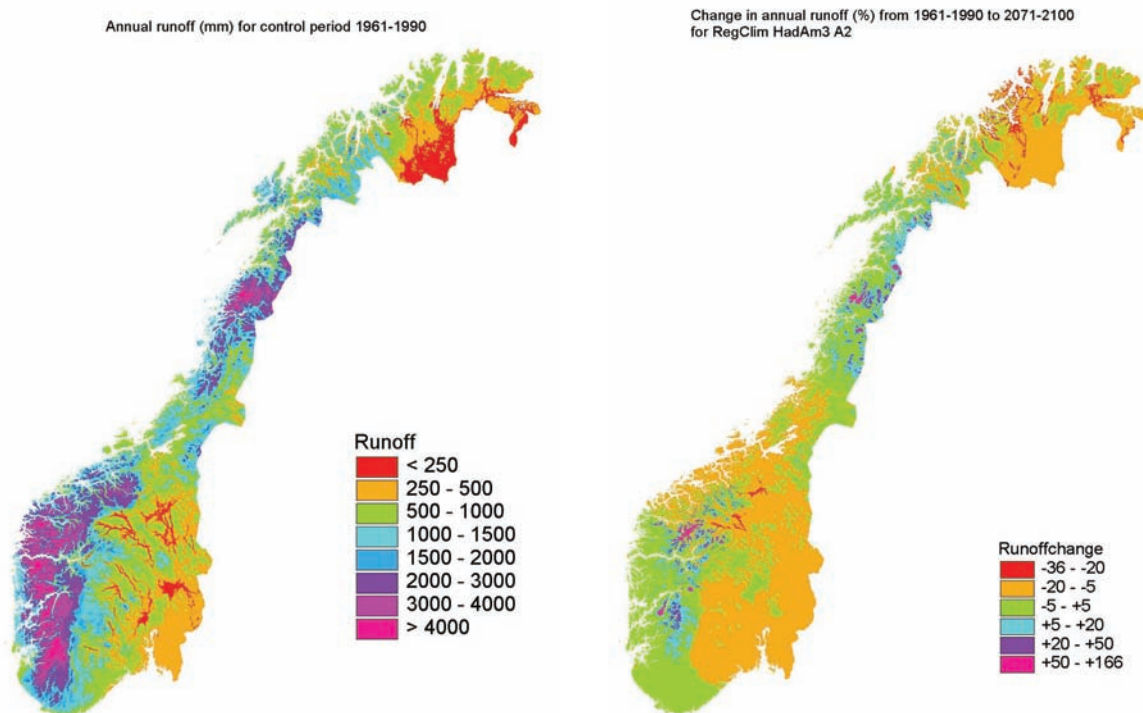 Annual runoff (mm) for control period 1961-1990
Change in annual runoff (%) from 1961-1990 to 2071-2100
for RegClim HadAm3 A2
Runoff
< 250
250 - 500
500 - 1000
1000 - 1500
1500 - 2000
2000 - 3000
3000 - 4000
> 4000
Runoffchange
-36 - -20
-20 - -5
-5 - +5
+5 - +20
+20 - +50
+50 - +166